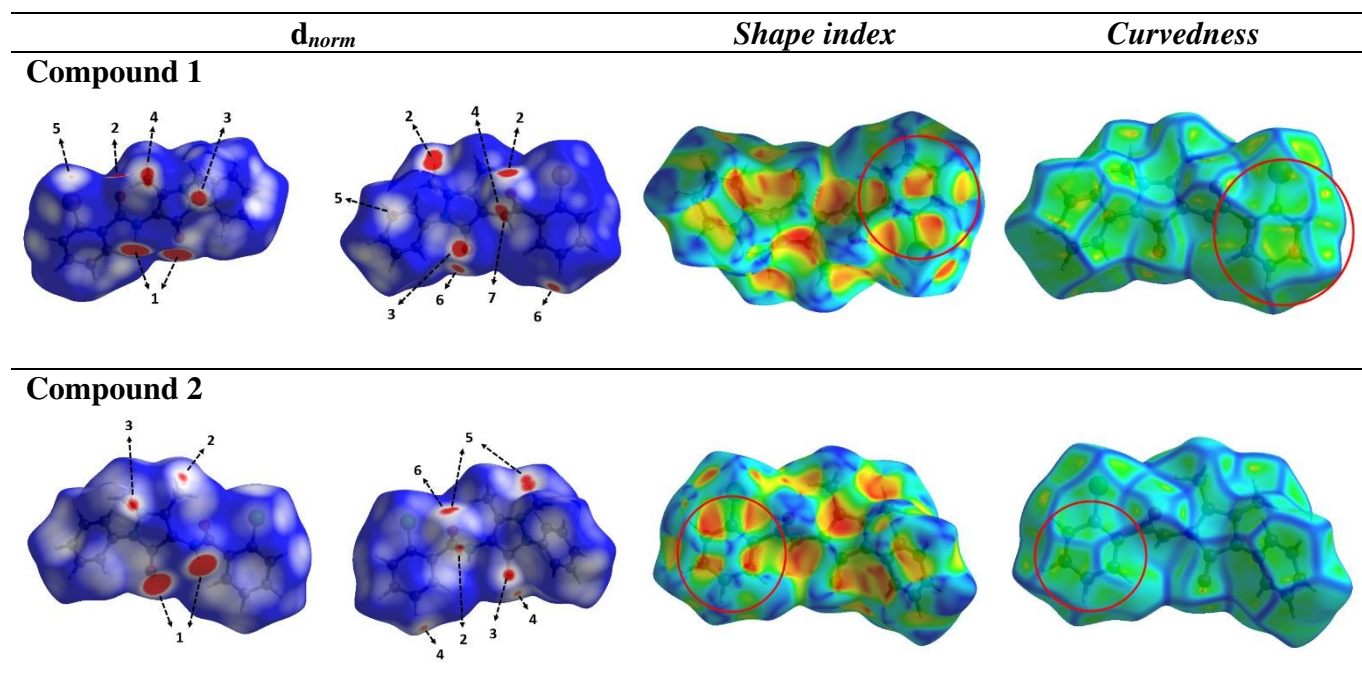 dnorm Shape index Curvedness
Compound 1
5 2 4 3
1
2 4 2
5
3 6 7 6
Compound 2
3 2
1
5
6
4 2 3 4